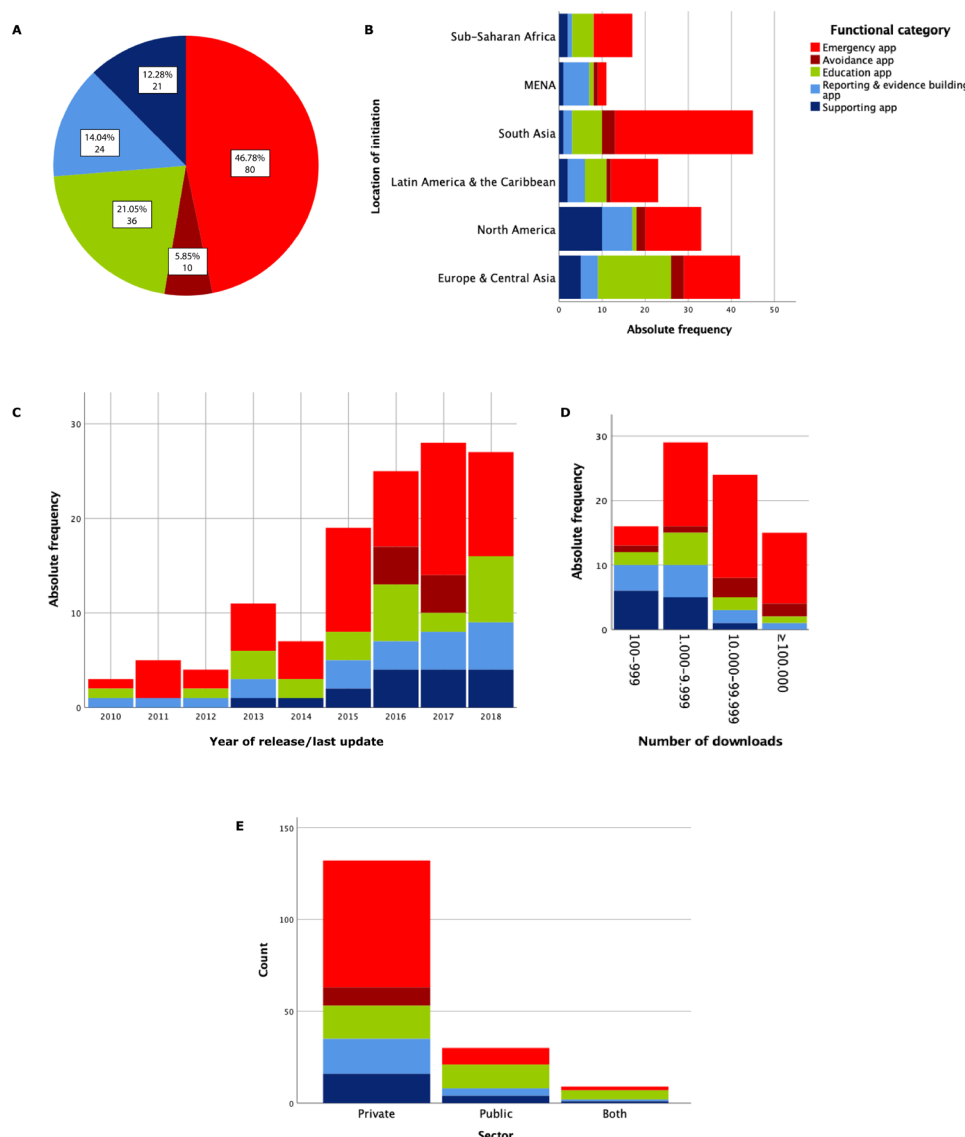 A
12.28%
21
14.04%
24
46.78%
80
21.05%
36
5.85%
10
B
Location of initiation
Sub-Saharan Africa
MENA
South Asia
Latin America & the Caribbean
North America
Europe & Central Asia
0
10
20
30
40
50
Absolute frequency
Functional category
Emergency app
Avoidance app
Education app
Reporting & evidence building
app
Supporting app
C
Absolute frequency
30
20
10
0
2010
2011
2012
2013
2014
2015
2016
2017
2018
Year of release/last update
D
Absolute frequency
30
20
10
0
100-999
1.000-9.999
10.000-99.999
≥100.000
Number of downloads
E
Count
150
100
50
0
Private
Public
Both
Sector